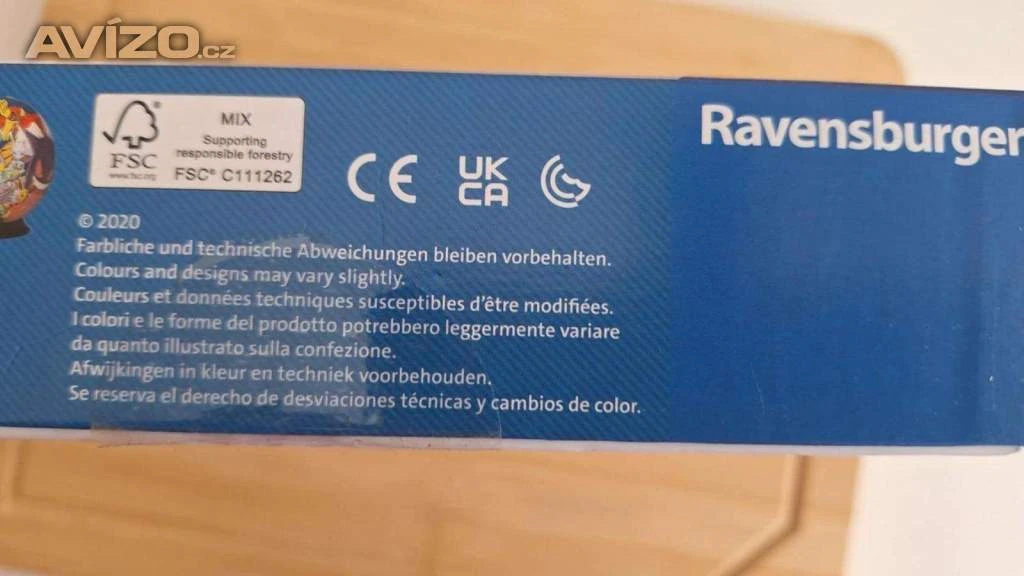 AVÍZO.cz
MIX
Supporting
responsible forestry
FSC® C111262
FSC
www.fsc.org
CE
UK
CA
Ravensburger
© 2020
Farbliche und technische Abweichungen bleiben vorbehalten.
Colours and designs may vary slightly.
Couleurs et données techniques susceptibles d'être modifiées.
I colori e le forme del prodotto potrebbero leggermente variare
da quanto illustrato sulla confezione.
Afwijkingen in kleur en techniek voorbehouden.
Se reserva el derecho de desviaciones técnicas y cambios de color.